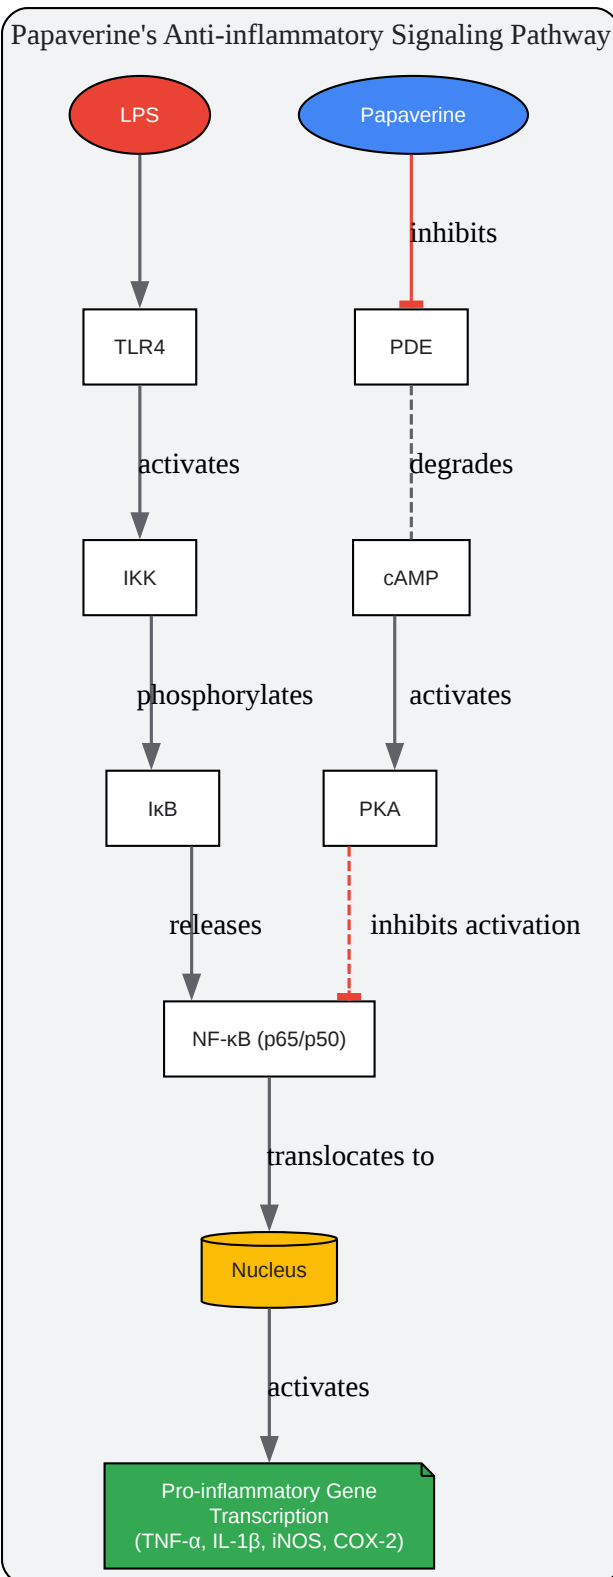 Papaverine's Anti-inflammatory Signaling Pathway
LPS
Papaverine
inhibits
TLR4
PDE
activates
degrades
IKK
cAMP
phosphorylates
activates
IκB
PKA
releases
inhibits activation
NF-κB (p65/p50)
translocates to
Nucleus
activates
Pro-inflammatory Gene
Transcription
(TNF-α, IL-1β, iNOS, COX-2)